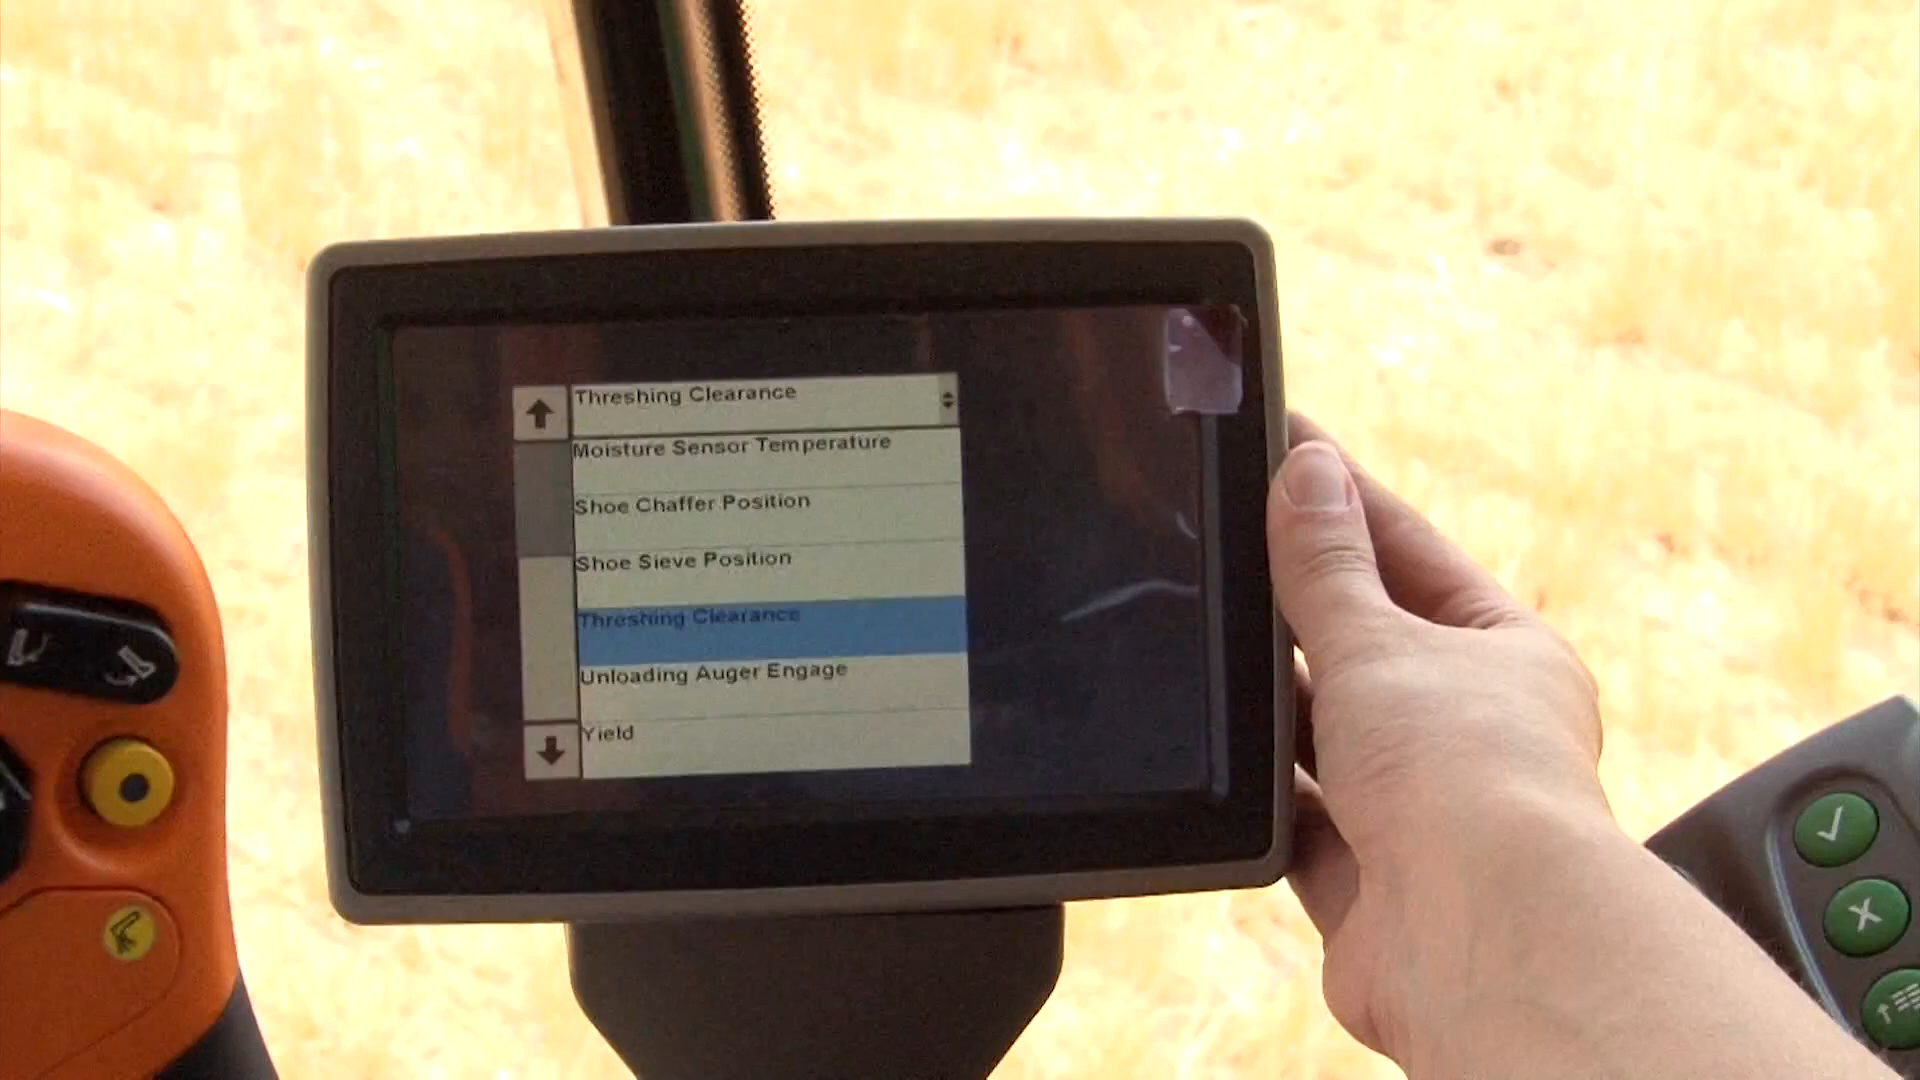 Threshing Clearance
Moisture Sensor Temperature
Shoe Chaffer Position
Shoe Sieve Position
Threshing Clearance
Unloading Auger Engage
Yield